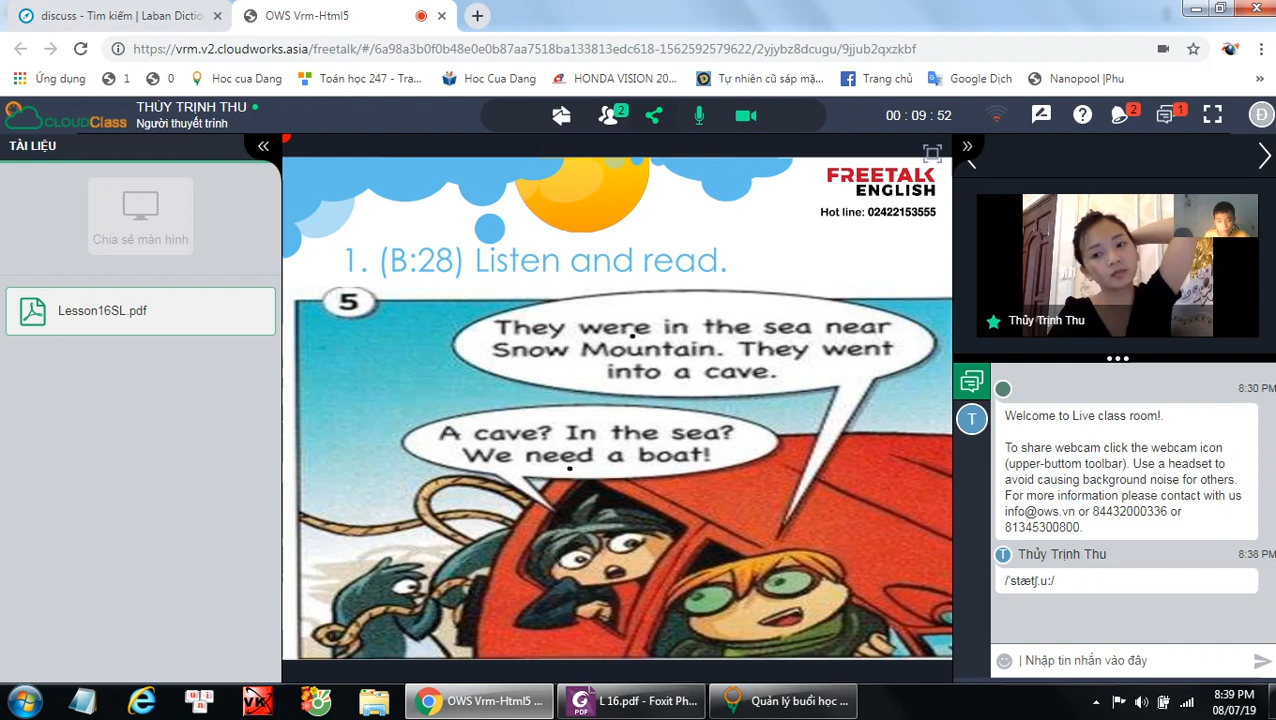 discuss - Tìm kiếm | Laban Dictio
OWS Vrm-Html5
https://vrm.v2.cloudworks.asia/freetalk/#/6a98a3b0f0b48e0e0b87aa7518ba133813edc618-1562592579622/2yjybz8dcugu/9jjub2qxzkbf
Ứng dụng
1
0
Hoc cua Dang
Toán học 247 - Tra...
Học Cua Dang
HONDA VISION 20...
Tự nhiên cũ sáp mặ...
Trang chủ
Google Dịch
Nanopool |Phu
»
CLOUDCLASS
THỦY TRỊNH THU
Người thuyết trình
2
00 : 09 : 52
2
1
Đ
TÀI LIỆU
Chia sẻ màn hình
Lesson16SL.pdf
FREETALK
ENGLISH
Hot line: 02422153555
1. (B:28) Listen and read.
5
They were in the sea near
Snow Mountain. They went
into a cave.
A cave? In the sea?
We need a boat!
Thủy Trịnh Thu
8:30 PM
T
Welcome to Live class room!.
To share webcam click the webcam icon
(upper-buttom toolbar). Use a headset to
avoid causing background noise for others.
For more information please contact with us
info@ows.vn or 84432000336 or
81345300800.
T
Thủy Trịnh Thu
8:38 PM
/ˈstætʃ.uː/
Nhập tin nhắn vào đây
OWS Vrm-Html5 ...
L 16.pdf - Foxit Ph...
Quản lý buổi học ...
8:39 PM
08/07/19